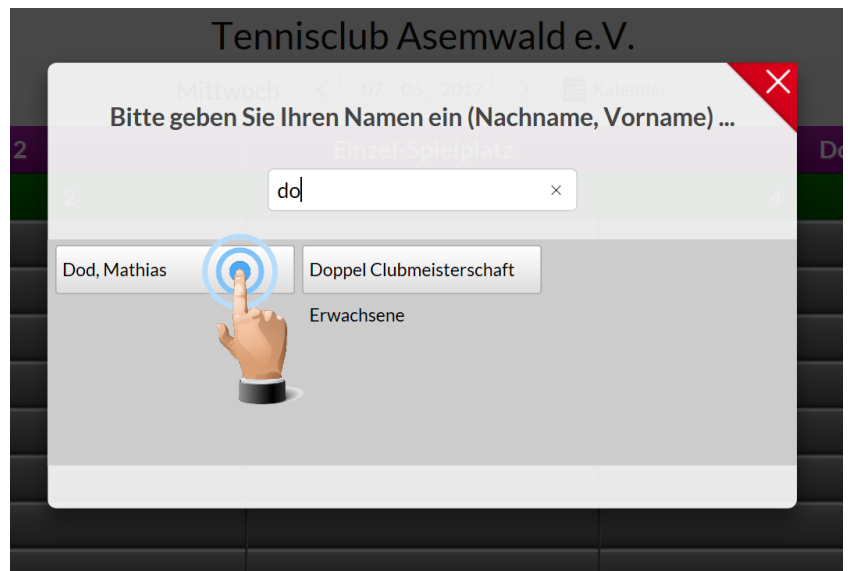 Tennisclub Asemwald e.V.
Mittwoch < 07 06 2017 > Kalender
Bitte geben Sie Ihren Namen ein (Nachname, Vorname) ...
2 Einzel-Spielplatz Do
2 4
do ×
Dod, Mathias
Doppel Clubmeisterschaft
Erwachsene